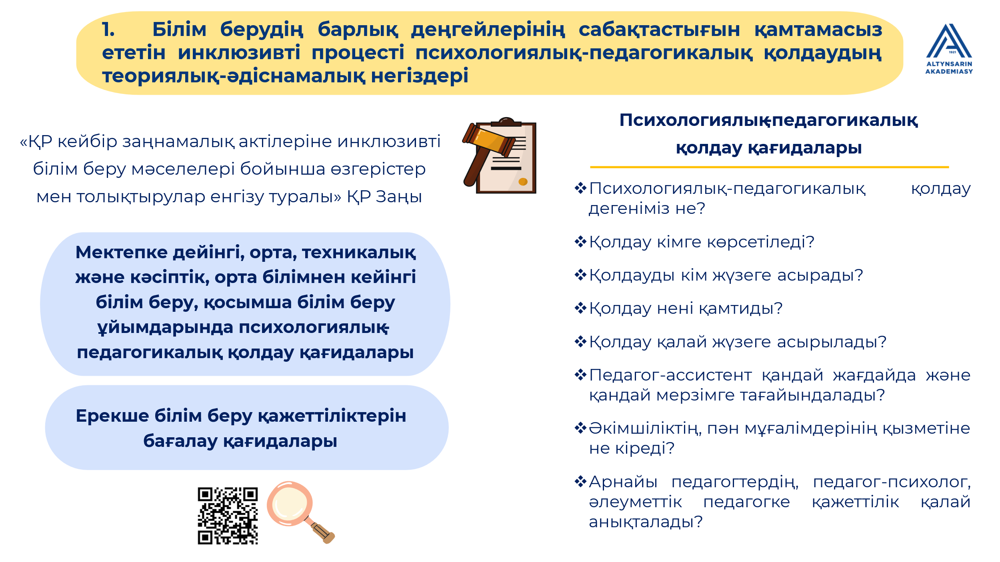 1. Білім берудің барлық деңгейлерінің сабақтастығын қамтамасыз
ететін инклюзивті процесті психологиялық-педагогикалық қолдаудың
теориялық-әдіснамалық негіздері
1921
ALTYNSARIN
AKADEMIASY
«ҚР кейбір заңнамалық актілеріне инклюзивті
білім беру мәселелері бойынша өзгерістер
мен толықтырулар енгізу туралы» ҚР Заңы
Мектепке дейінгі, орта, техникалық
және кәсіптік, орта білімнен кейінгі
білім беру, қосымша білім беру
ұйымдарында психологиялық-
педагогикалық қолдау қағидалары
Ерекше білім беру қажеттіліктерін
бағалау қағидалары
Психологиялық-педагогикалық
қолдау қағидалары
❖Психологиялық-педагогикалық қолдау
дегеніміз не?
❖Қолдау кімге көрсетіледі?
❖Қолдауды кім жүзеге асырады?
❖Қолдау нені қамтиды?
❖Қолдау қалай жүзеге асырылады?
❖Педагог-ассистент қандай жағдайда және
қандай мерзімге тағайындалады?
❖Әкімшіліктің, пән мұғалімдерінің қызметіне
не кіреді?
❖Арнайы педагогтердің, педагог-психолог,
әлеуметтік педагогке қажеттілік қалай
анықталады?